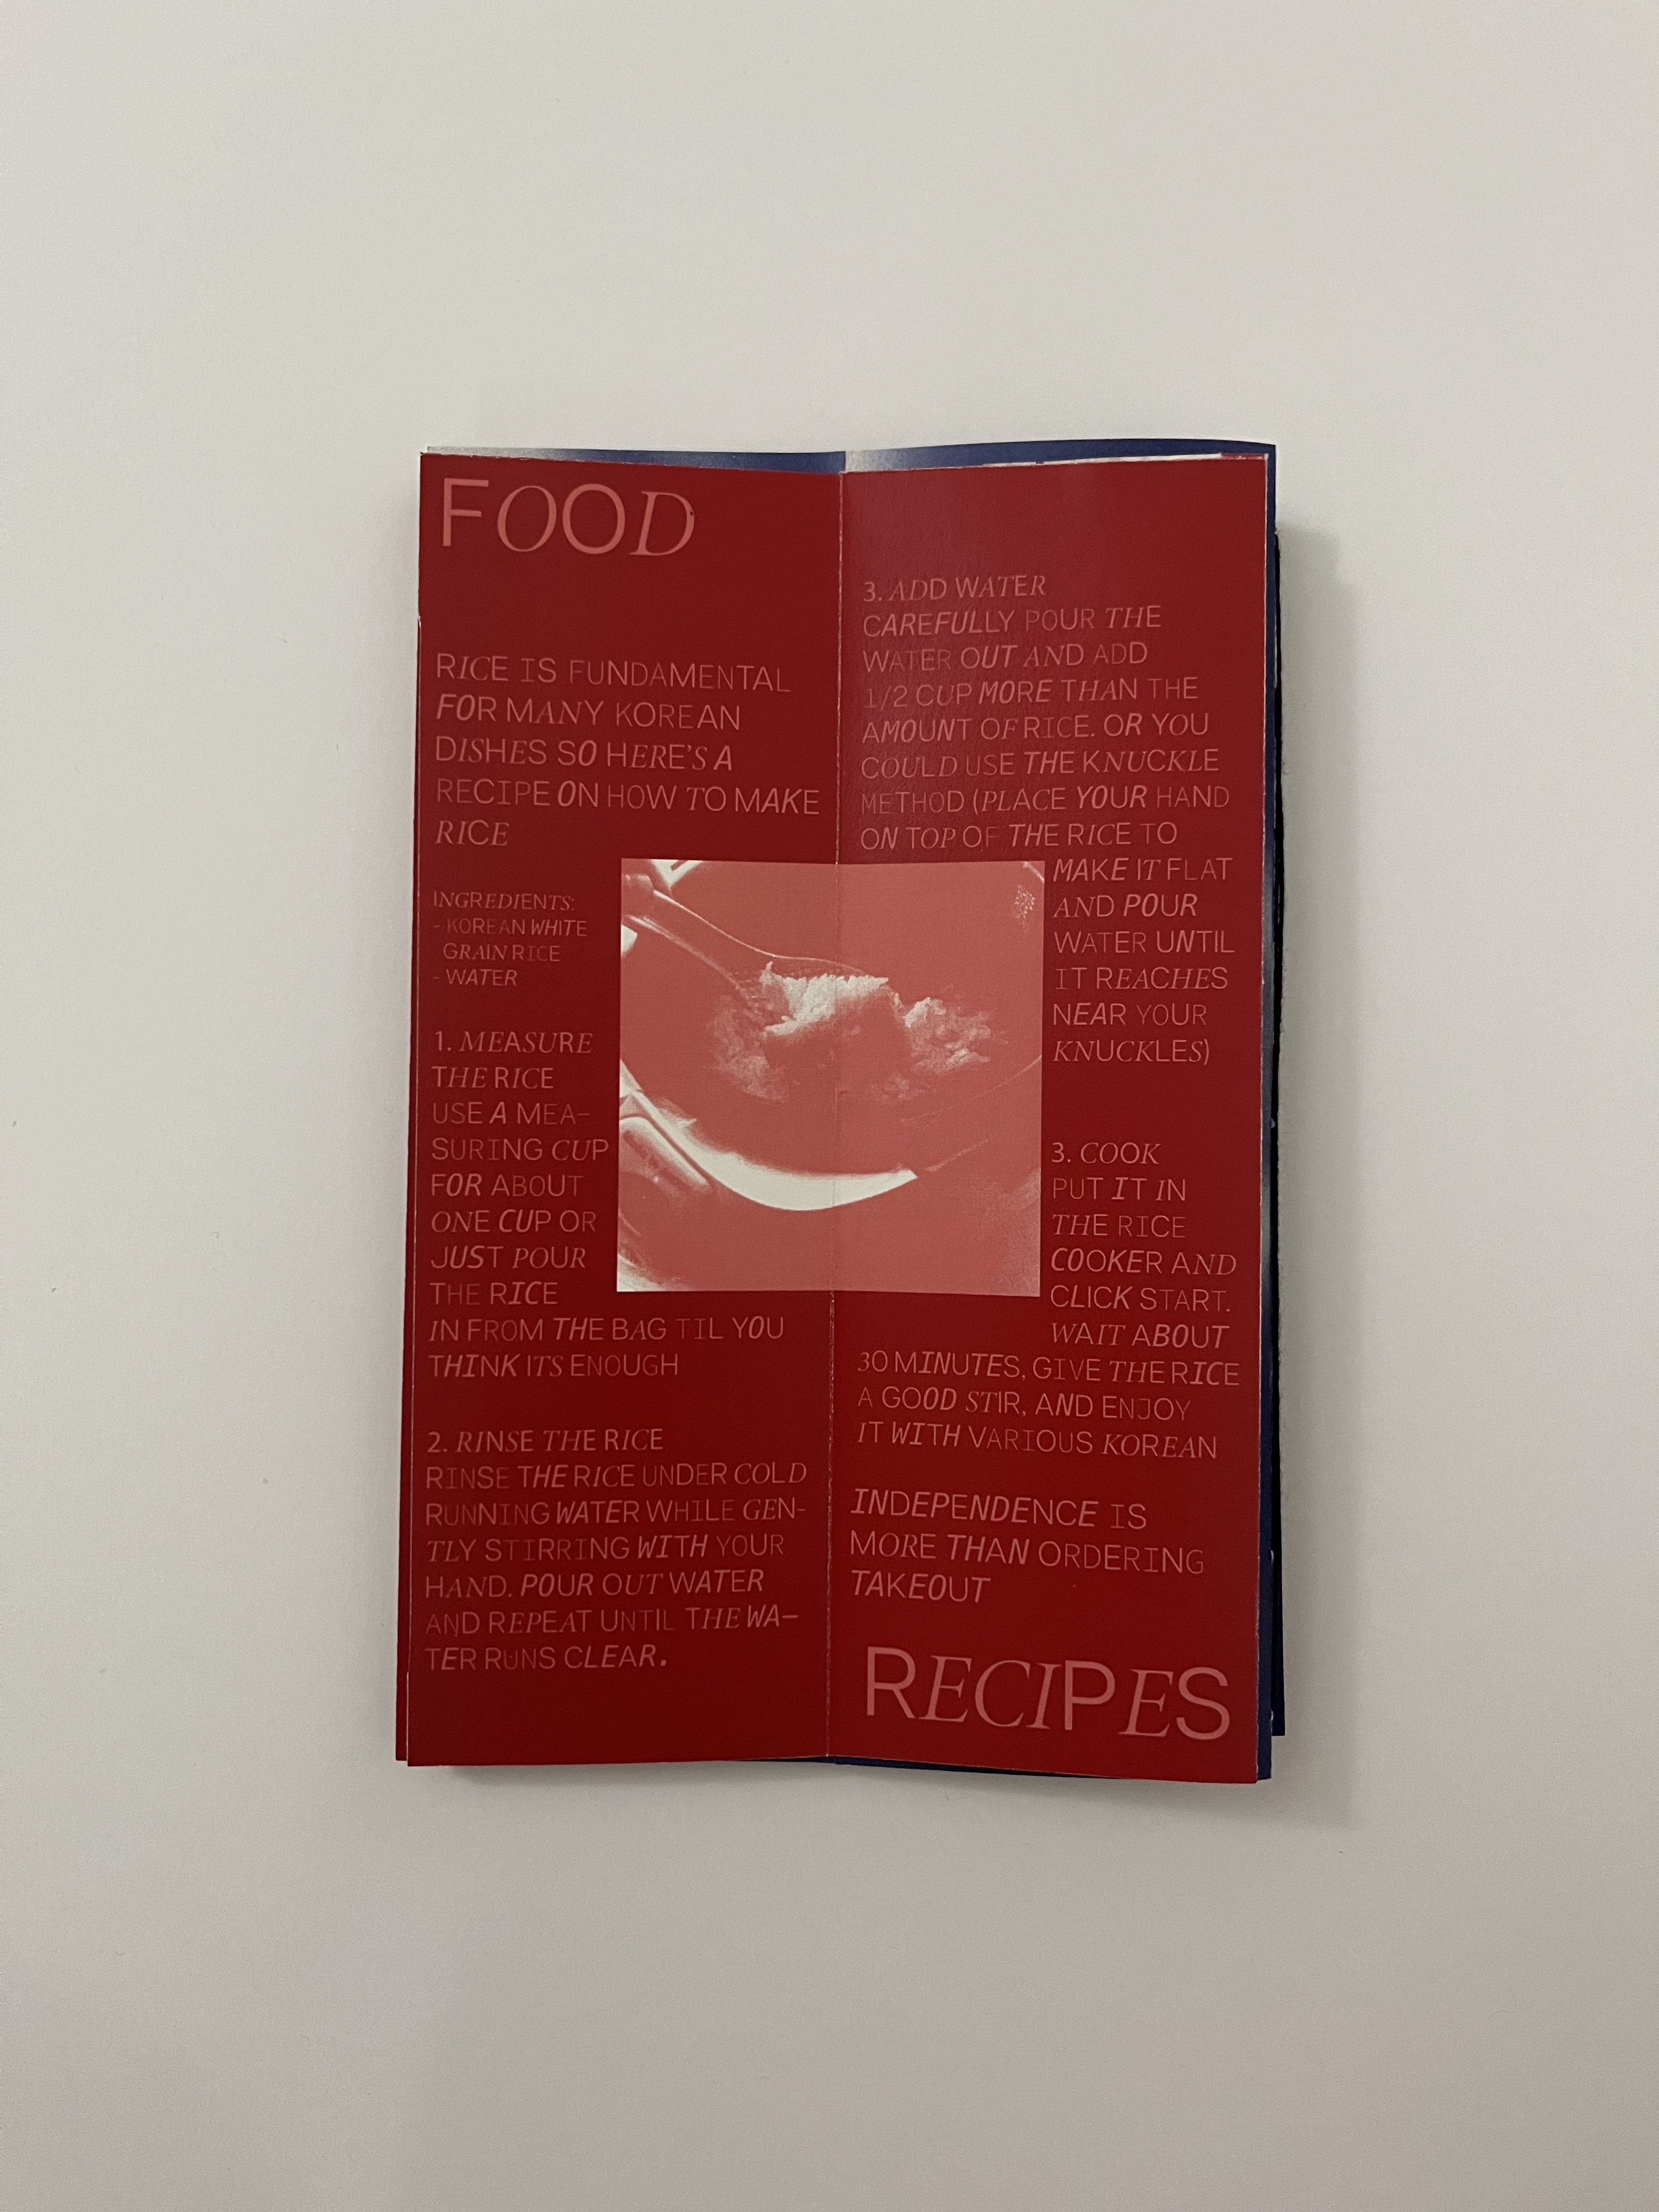 FOOD
RICE IS FUNDAMENTAL
FOR MANY KOREAN
DISHES SO HERE'S A
RECIPE ON HOW TO MAKE
RICE
INGREDIENTS:
- KOREAN WHITE
GRAIN RICE
- WATER
1. MEASURE
THE RICE
USE A MEA-
SURING CUP
FOR ABOUT
ONE CUP OR
JUST POUR
THE RICE
IN FROM THE BAG TIL YOU
THINK ITS ENOUGH
2. RINSE THE RICE
RINSE THE RICE UNDER COLD
RUNNING WATER WHILE GEN-
TLY STIRRING WITH YOUR
HAND. POUR OUT WATER
AND REPEAT UNTIL THE WA-
TER RUNS CLEAR.
3. ADD WATER
CAREFULLY POUR THE
WATER OUT AND ADD
1/2 CUP MORE THAN THE
AMOUNT OF RICE. OR YOU
COULD USE THE KNUCKLE
METHOD (PLACE YOUR HAND
ON TOP OF THE RICE TO
MAKE IT FLAT
AND POUR
WATER UNTIL
IT REACHES
NEAR YOUR
KNUCKLES)
3. COOK
PUT IT IN
THE RICE
COOKER AND
CLICK START.
WAIT ABOUT
30 MINUTES, GIVE THE RICE
A GOOD STIR, AND ENJOY
IT WITH VARIOUS KOREAN
INDEPENDENCE IS
MORE THAN ORDERING
TAKEOUT
RECIPES